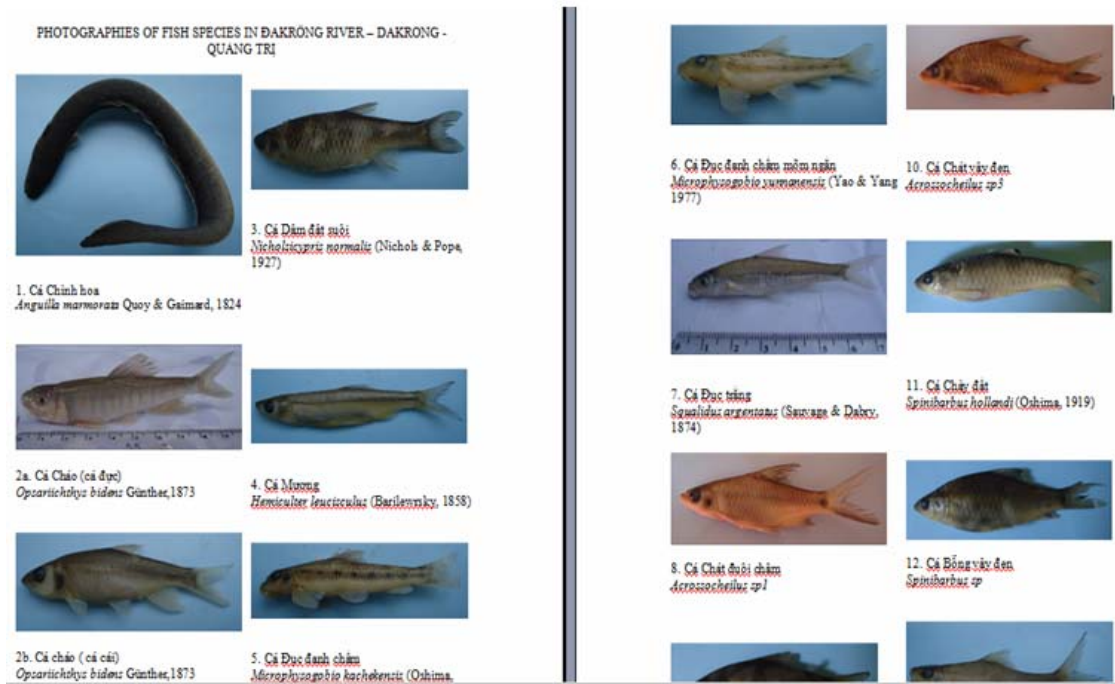 PHOTOGRAPHIES OF FISH SPECIES IN ĐAKRÔNG RIVER – DAKRONG -
QUANG TRỊ
1. Cá Chình hoa
Anguilla marmorata Quoy & Gaimard, 1824
2a. Cá Cháo (cá đực)
Opsariichthys bidens Günther,1873
2b. Cá cháo ( cá cái)
Opsariichthys bidens Günther,1873
3. Cá Dầm đất suối
Nicholsicypris normalis (Nichols & Pope,
1927)
4. Cá Mương
Hemiculter leucisculus (Basilewsky, 1858)
5. Cá Đục đanh chấm
Microphysogobio kachekensis (Oshima,
6. Cá Đục đanh chấm mõm ngắn
Microphysogobio yunnanensis (Yao & Yang
1977)
7. Cá Đục trắng
Squalidus argentatus (Sauvage & Dabry,
1874)
8. Cá Chát đuôi chấm
Acrossocheilus sp1
10. Cá Chát vây đen
Acrossocheilus sp3
11. Cá Chày đất
Spinibarbus hollandi (Oshima, 1919)
12. Cá Bỗng vây đen
Spinibarbus sp